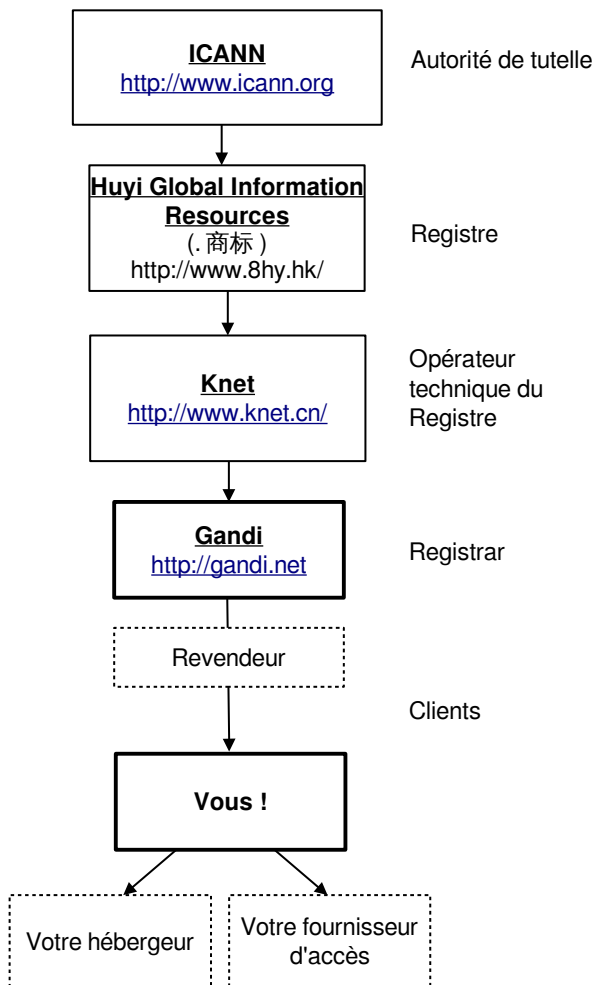 ICANN
http://www.icann.org
Autorité de tutelle
Huyi Global Information
Resources
(. 商标 )
http://www.8hy.hk/
Registre
Knet
http://www.knet.cn/
Opérateur
technique du
Registre
Gandi
http://gandi.net
Registrar
Revendeur
Clients
Vous !
Votre hébergeur
Votre fournisseur
d'accès